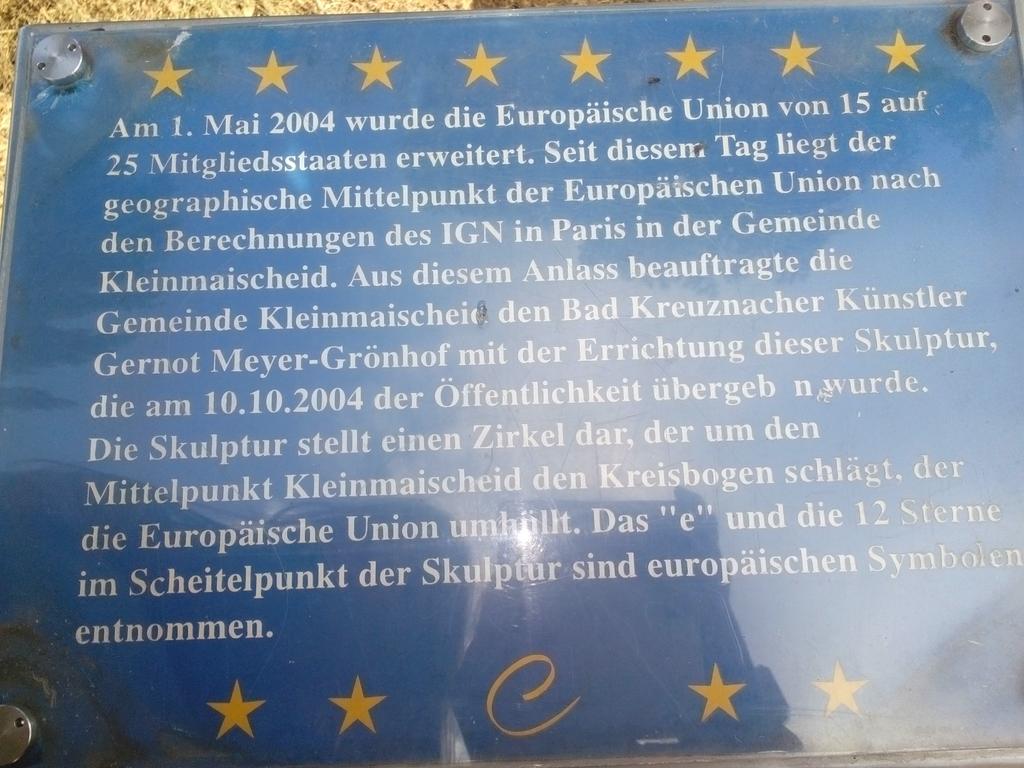 Am 1. Mai 2004 wurde die Europäische Union von 15 auf
25 Mitgliedsstaaten erweitert. Seit diesem Tag liegt der
geographische Mittelpunkt der Europäischen Union nach
den Berechnungen des IGN in Paris in der Gemeinde
Kleinmaischeid. Aus diesem Anlass beauftragte die
Gemeinde Kleinmaischeid den Bad Kreuznacher Künstler
Gernot Meyer-Grönhof mit der Errichtung dieser Skulptur,
die am 10.10.2004 der Öffentlichkeit übergeb n wurde.
Die Skulptur stellt einen Zirkel dar, der um den
Mittelpunkt Kleinmaischeid den Kreisbogen schlägt, der
die Europäische Union umhüllt. Das "e" und die 12 Sterne
im Scheitelpunkt der Skulptur sind europäischen Symbolen
entnommen.
e